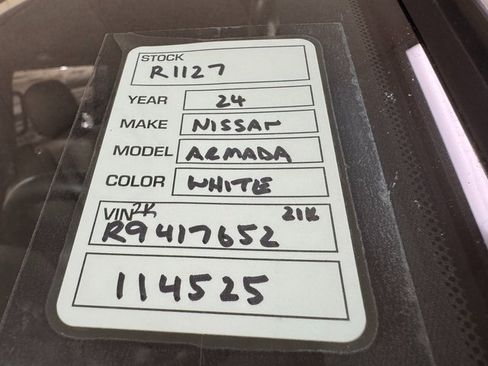 STOCK
R1127
YEAR 24
MAKE NISSAN
MODEL ARMADA
COLOR WHITE
VIN 2K 21K
R9417652
114525